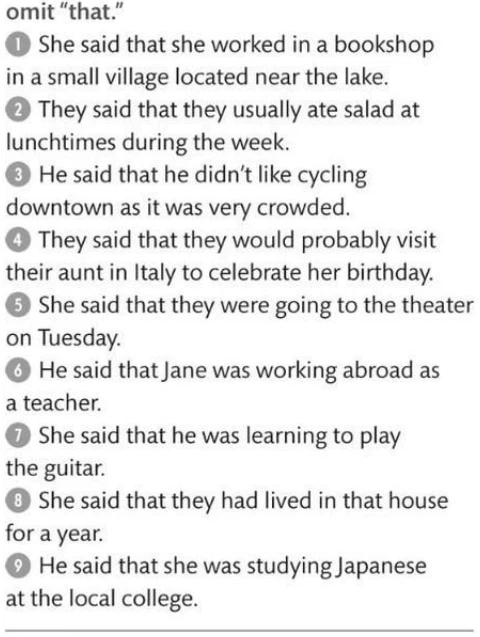 omit “that.”
1 She said that she worked in a bookshop
in a small village located near the lake.
2 They said that they usually ate salad at
lunchtimes during the week.
3 He said that he didn’t like cycling
downtown as it was very crowded.
4 They said that they would probably visit
their aunt in Italy to celebrate her birthday.
5 She said that they were going to the theater
on Tuesday.
6 He said that Jane was working abroad as
a teacher.
7 She said that he was learning to play
the guitar.
8 She said that they had lived in that house
for a year.
9 He said that she was studying Japanese
at the local college.